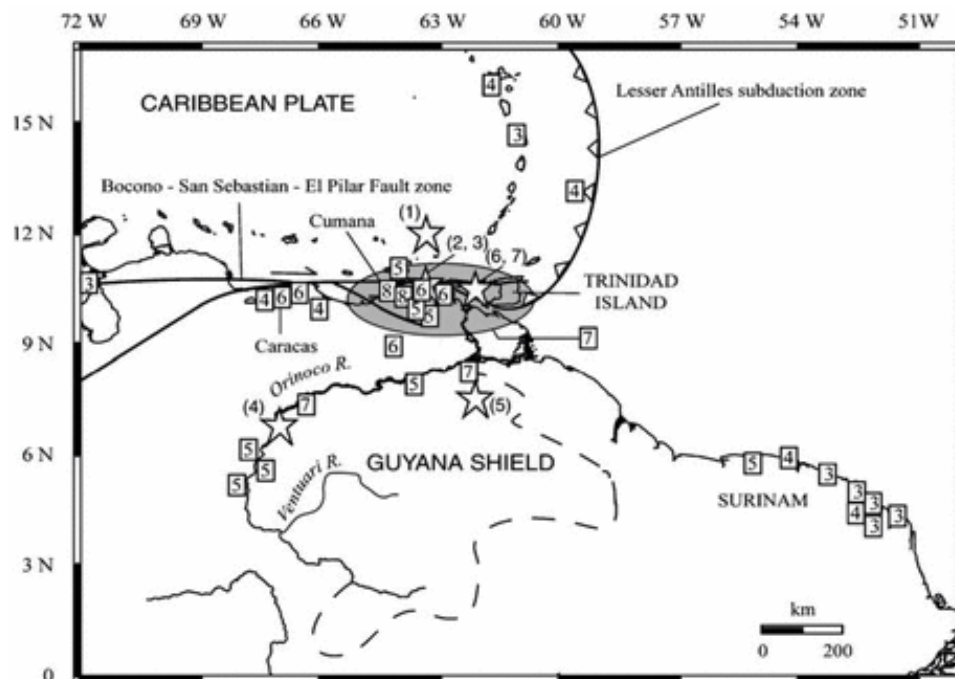 72 W 69 W 66 W 63 W 60 W 57 W 54 W 51W
4
CARIBBEAN PLATE
Lesser Antilles subduction zone
15 N
3
Bocono - San Sebastian - El Pilar Fault zone
4
Cumana
(1)
12 N
(2, 3)
(6, 7)
5
TRINIDAD
ISLAND
3
4 6 6 4
8 8 6 6
5 8
Caracas
9 N
6
7
Orinoco R.
7
5
(4)
7
(5)
6 N
5
5
5
GUYANA SHIELD
Ventuari R.
5 4
3
3
3
4
3
3
SURINAM
3 N
km
0 200
0